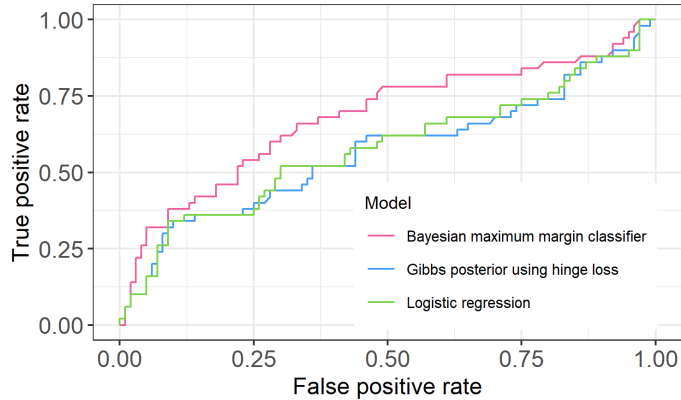 1.00
0.75
0.50
0.25
0.00
True positive rate
Model
Bayesian maximum margin classifier
Gibbs posterior using hinge loss
Logistic regression
0.00 0.25 0.50 0.75 1.00
False positive rate